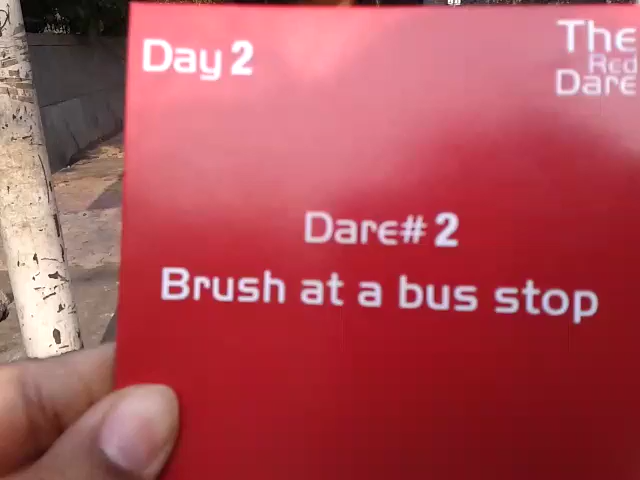 Day 2
The
Red
Dare
Dare# 2
Brush at a bus stop